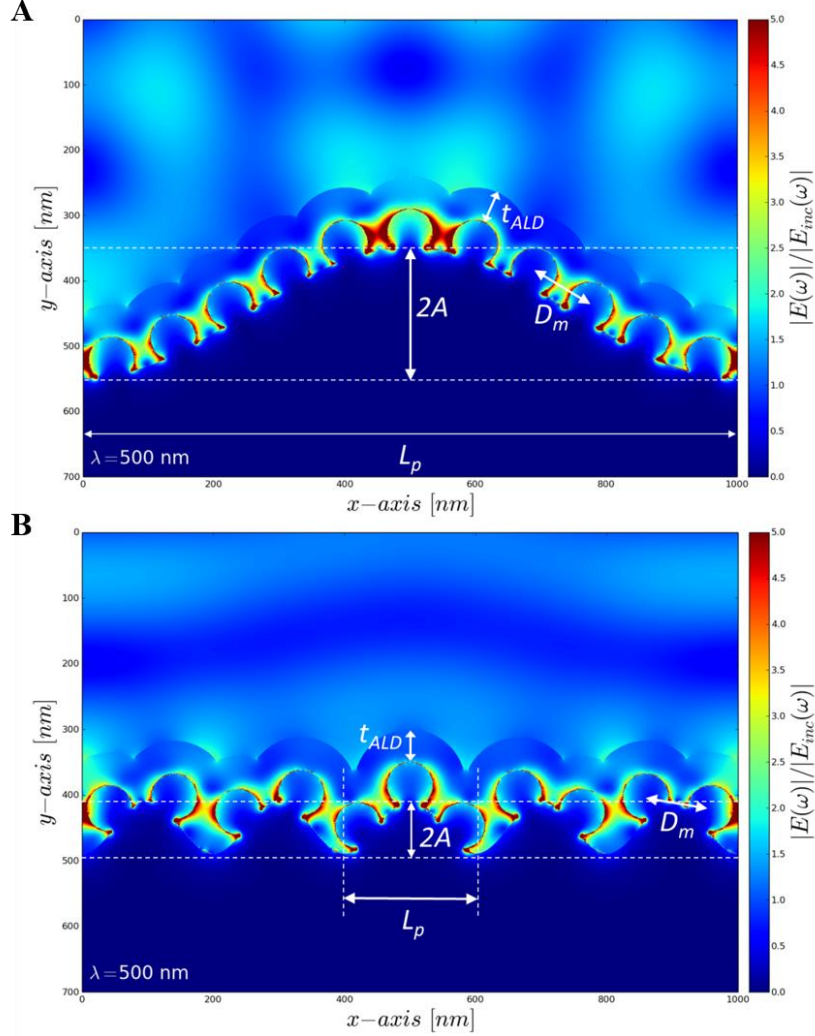 A
0
100
200
300
400
500
600
700
y−axis [nm]
t_ALD
2A
D_m
L_p
λ=500 nm
0
200
400
600
800
1000
x−axis [nm]
5.0
4.5
4.0
3.5
3.0
2.5
2.0
1.5
1.0
0.5
0.0
|E(ω)|/|E_inc(ω)|
B
0
100
200
300
400
500
600
700
y−axis [nm]
t_ALD
2A
D_m
L_p
λ=500 nm
0
200
400
600
800
1000
x−axis [nm]
5.0
4.5
4.0
3.5
3.0
2.5
2.0
1.5
1.0
0.5
0.0
|E(ω)|/|E_inc(ω)|